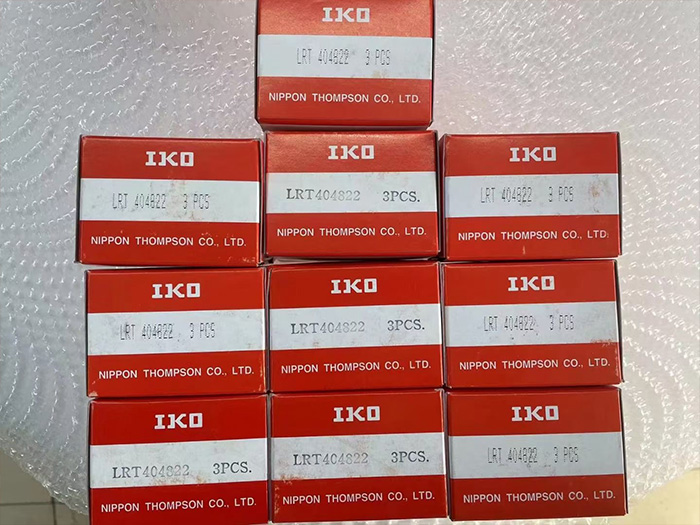 IKO
LRT 404822 3 PCS
NIPPON THOMPSON CO., LTD.
IKO
LRT 404822 3 PCS
NIPPON THOMPSON CO., LTD.
IKO
LRT404822 3PCS.
NIPPON THOMPSON CO., LTD.
IKO
LRT 404822 3 PCS
NIPPON THOMPSON CO., LTD.
IKO
LRT 404822 3 PCS
NIPPON THOMPSON CO., LTD.
IKO
LRT404822 3PCS.
NIPPON THOMPSON CO., LTD.
IKO
LRT 404822 3 PCS
NIPPON THOMPSON CO., LTD.
IKO
LRT404822 3PCS.
NIPPON THOMPSON CO., LTD.
IKO
LRT404822 3PCS.
NIPPON THOMPSON CO., LTD.
IKO
LRT 404822 3 PCS
NIPPON THOMPSON CO., LTD.